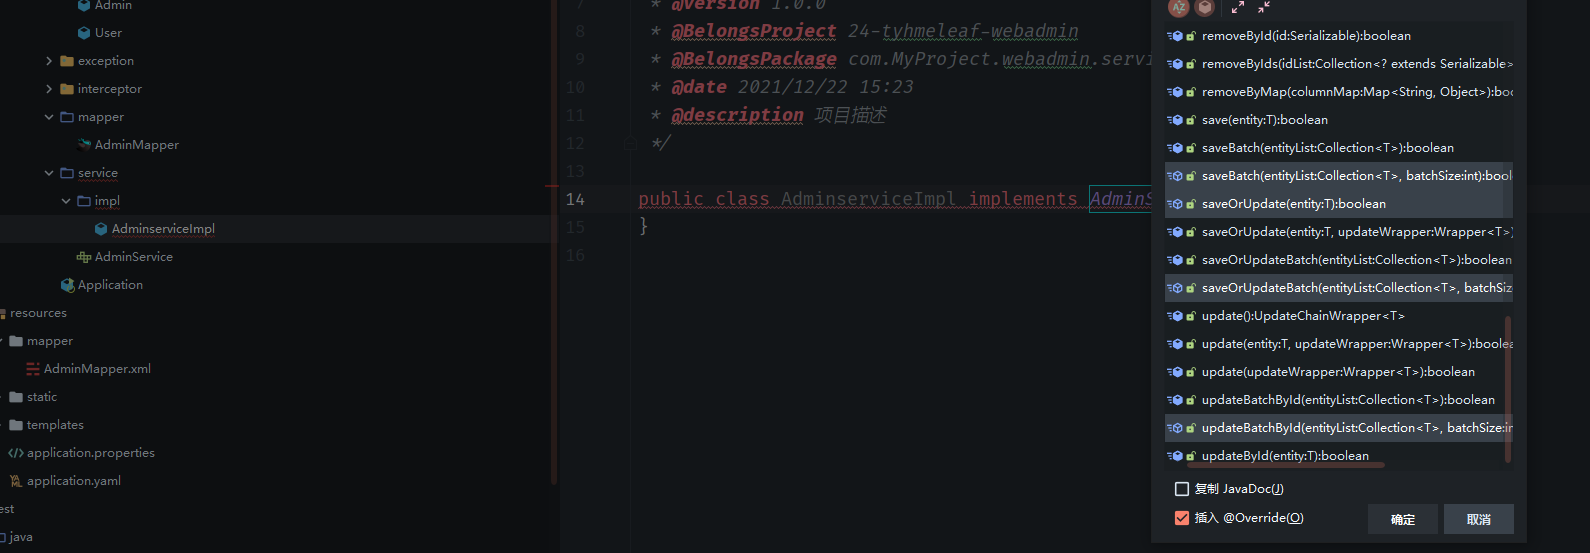 Admin
User
exception
interceptor
mapper
AdminMapper
service
impl
AdminserviceImpl
AdminService
Application
resources
mapper
AdminMapper.xml
static
templates
application.properties
application.yaml
est
java
7 * @Version 1.0.0
8 * @BelongsProject 24-tyhmeleaf-webadmin
9 * @BelongsPackage com.MyProject.webadmin.servi
10 * @date 2021/12/22 15:23
11 * @description 项目描述
12 */
13
14 public class AdminserviceImpl implements AdminS
15 }
16
AZ
removeById(id:Serializable):boolean
removeByIds(idList:Collection<? extends Serializable>
removeByMap(columnMap:Map<String, Object>):boo
save(entity:T):boolean
saveBatch(entityList:Collection<T>):boolean
saveBatch(entityList:Collection<T>, batchSize:int):bool
saveOrUpdate(entity:T):boolean
saveOrUpdate(entity:T, updateWrapper:Wrapper<T>)
saveOrUpdateBatch(entityList:Collection<T>):boolean
saveOrUpdateBatch(entityList:Collection<T>, batchSiz
update():UpdateChainWrapper<T>
update(entity:T, updateWrapper:Wrapper<T>):boolea
update(updateWrapper:Wrapper<T>):boolean
updateBatchById(entityList:Collection<T>):boolean
updateBatchById(entityList:Collection<T>, batchSize:in
updateById(entity:T):boolean
复制 JavaDoc(J)
插入 @Override(O)
确定
取消